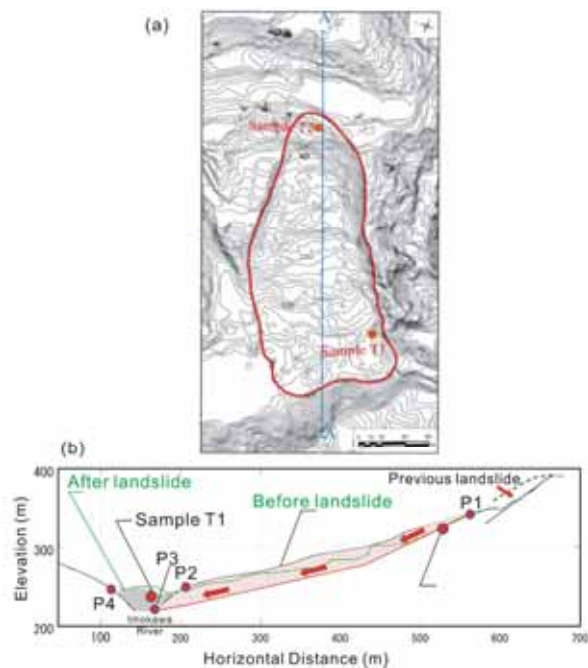 (a)
A
Sample T2
Sample T1
(b)
400
After landslide
Previous landslide
Sample T1
Before landslide
P1
Elevation (m)
300
P3
P2
P4
Imokawa
River
200
100
200
300
400
500
600
700
Horizontal Distance (m)